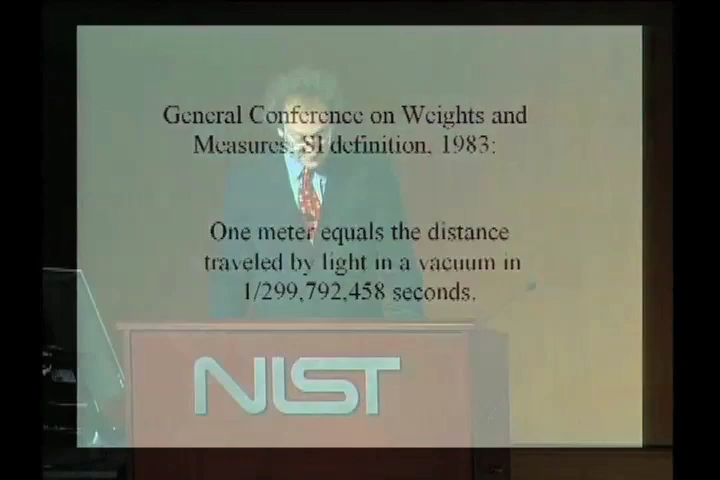 General Conference on Weights and
Measures, SI definition, 1983:
One meter equals the distance
traveled by light in a vacuum in
1/299,792,458 seconds.
NIST